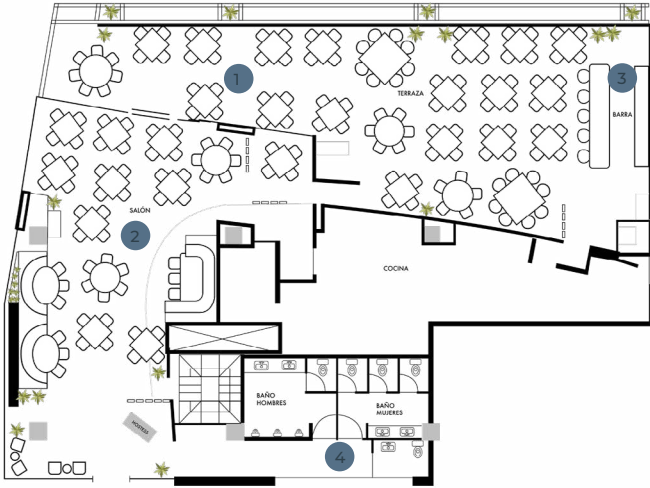 1
3
TERRAZA
BARRA
SALÓN
2
COCINA
BAÑO
HOMBRES
BAÑO
MUJERES
HOSTESS
4